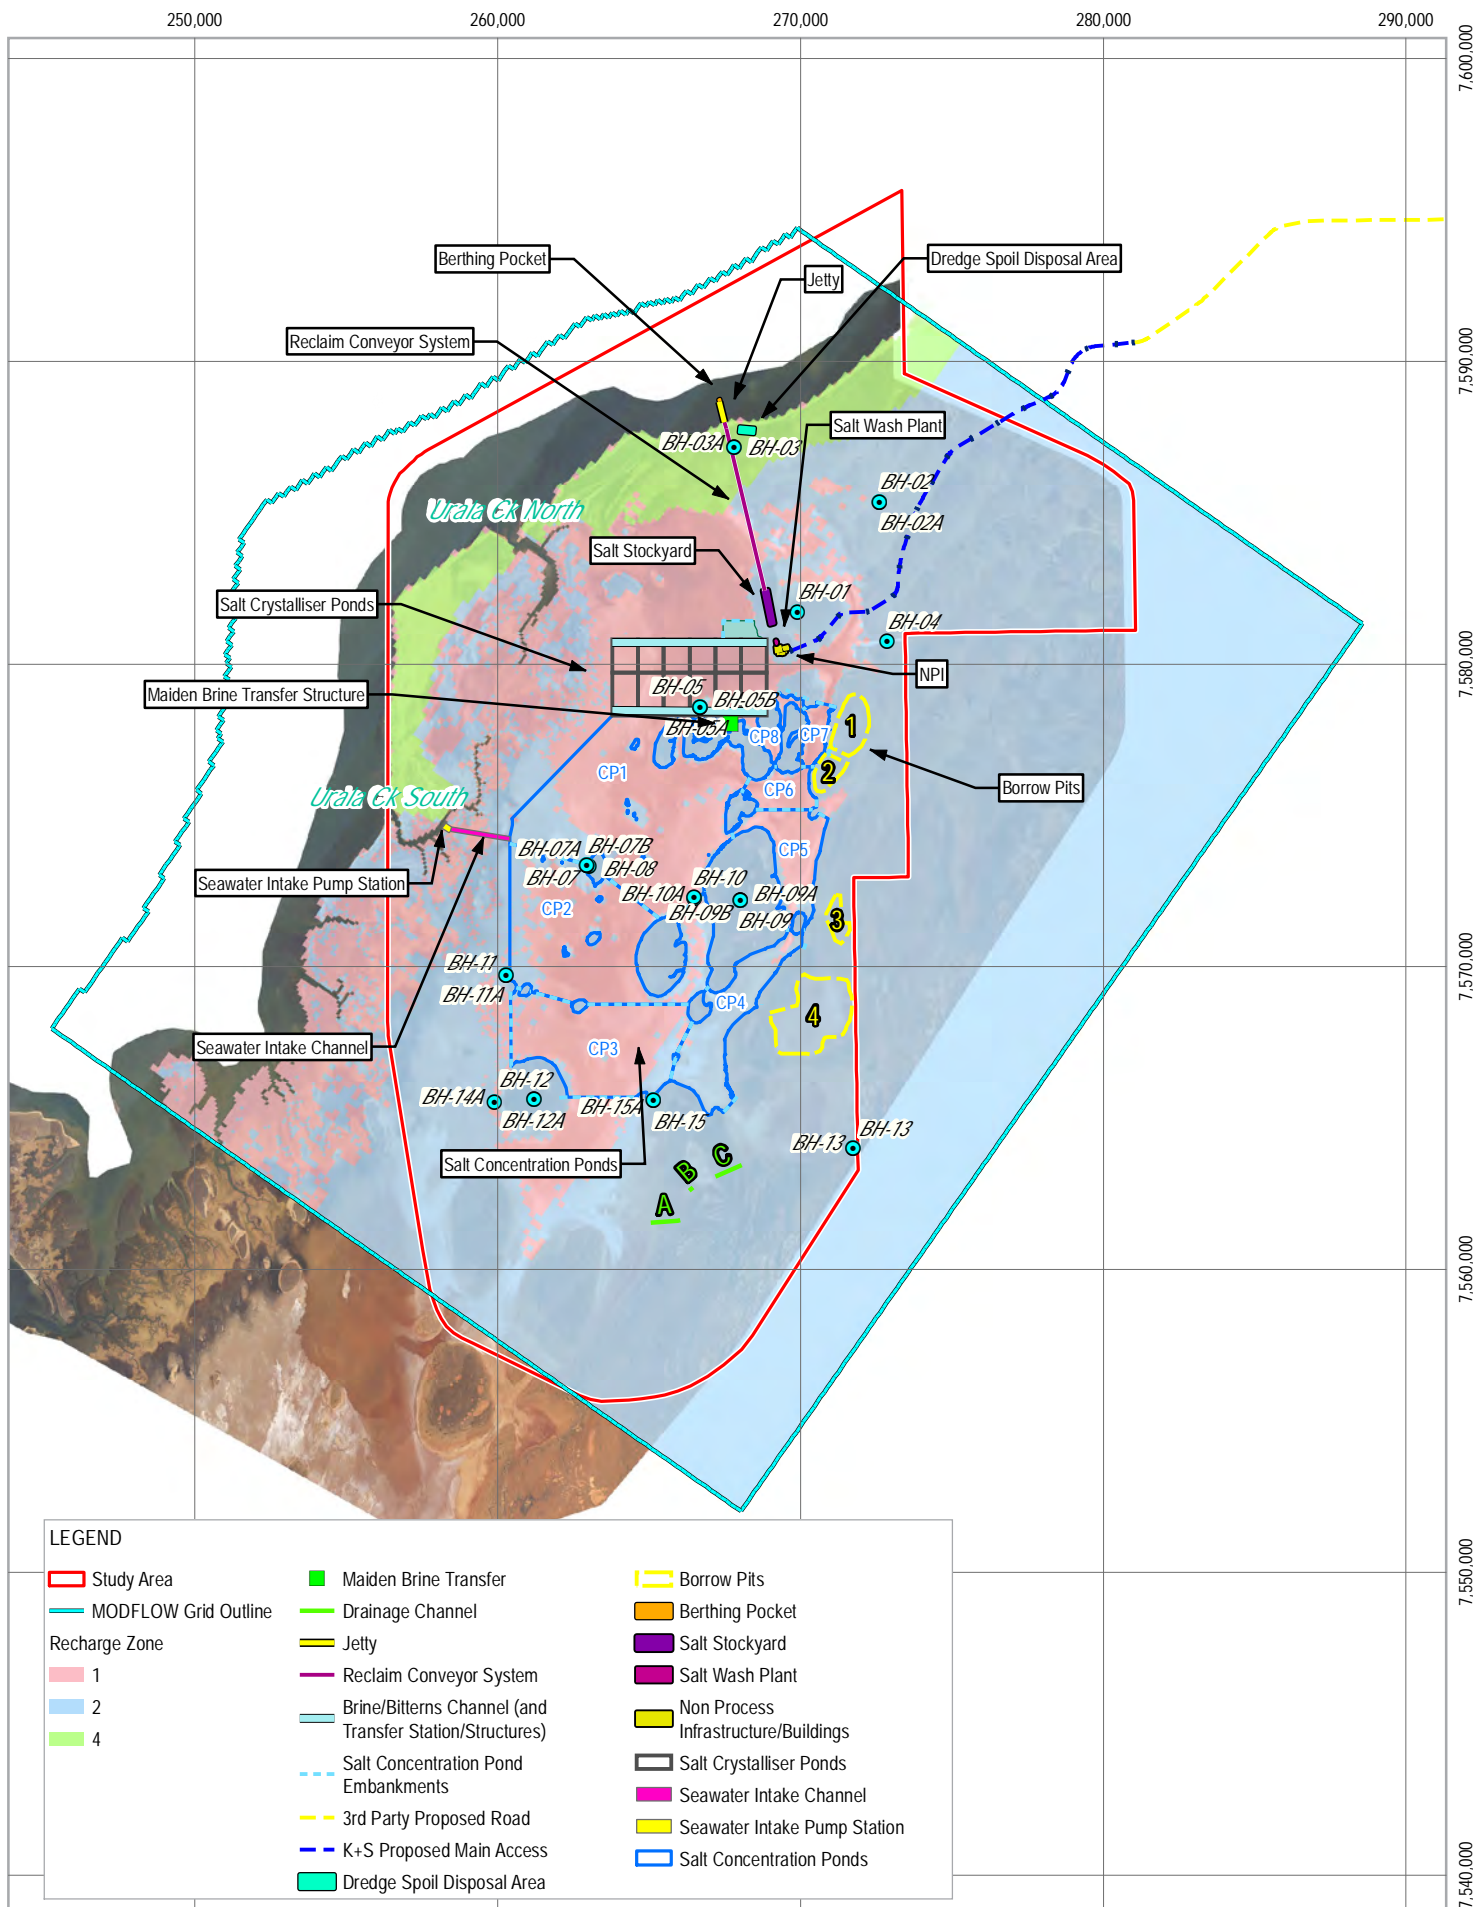 250,000
260,000
270,000
280,000
290,000
7,600,000
Berthing Pocket
Dredge Spoil Disposal Area
Jetty
Reclaim Conveyor System
7,590,000
Salt Wash Plant
BH-03A
BH-03
BH-02
Urala Ck North
BH-02A
Salt Stockyard
Salt Crystalliser Ponds
BH-01
BH-04
7,580,000
NPI
Maiden Brine Transfer Structure
BH-05
BH-05B
BH-05A
CP8
CP7
1
CP1
2
CP6
Borrow Pits
Urala Ck South
BH-07A
BH-07B
CP5
BH-07
BH-08
Seawater Intake Pump Station
BH-10
BH-10A
BH-09A
CP2
BH-09B
BH-09
3
BH-11
7,570,000
BH-11A
CP4
4
Seawater Intake Channel
CP3
BH-12
BH-14A
BH-12A
BH-15A
BH-15
BH-13
BH-13
Salt Concentration Ponds
C
B
A
7,560,000
LEGEND
Study Area
MODFLOW Grid Outline
Recharge Zone
1
2
4
Maiden Brine Transfer
Drainage Channel
Jetty
Reclaim Conveyor System
Brine/Bitterns Channel (and
Transfer Station/Structures)
Salt Concentration Pond
Embankments
3rd Party Proposed Road
K+S Proposed Main Access
Dredge Spoil Disposal Area
Borrow Pits
Berthing Pocket
Salt Stockyard
Salt Wash Plant
Non Process
Infrastructure/Buildings
Salt Crystalliser Ponds
Seawater Intake Channel
Seawater Intake Pump Station
Salt Concentration Ponds
7,550,000
7,540,000